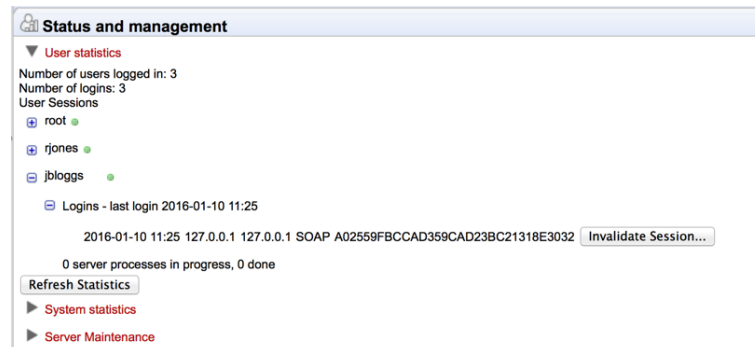 Status and management
User statistics
Number of users logged in: 3
Number of logins: 3
User Sessions
root
rjones
jbloggs
Logins - last login 2016-01-10 11:25
2016-01-10 11:25 127.0.0.1 127.0.0.1 SOAP A02559FBCCAD359CAD23BC21318E3032 Invalidate Session...
0 server processes in progress, 0 done
Refresh Statistics
System statistics
Server Maintenance